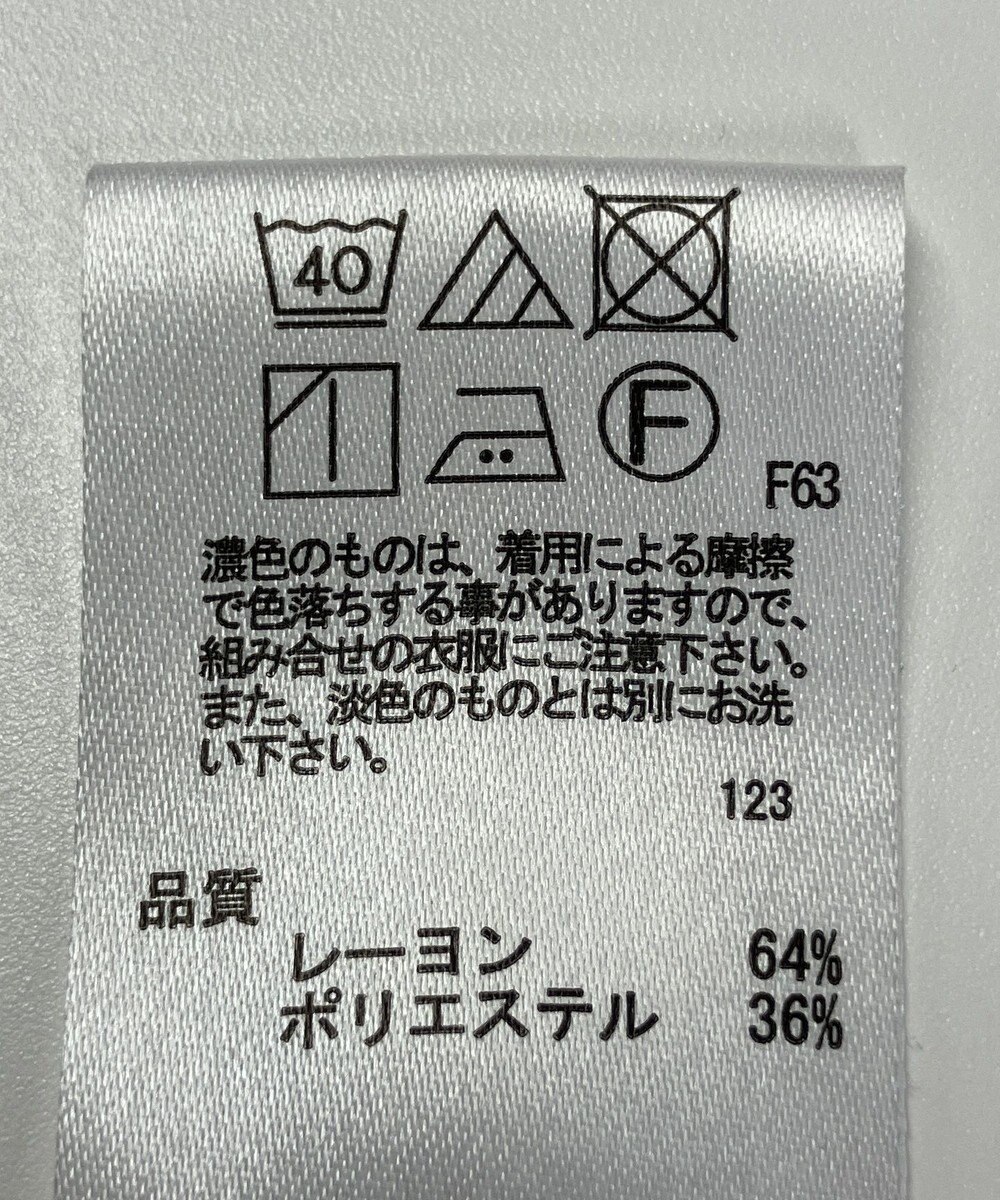 40
F
F63
濃色のものは、着用による摩擦
で色落ちする事がありますので、
組み合せの衣服にご注意下さい。
また、淡色のものとは別にお洗
い下さい。
123
品質
レーヨン 64%
ポリエステル 36%